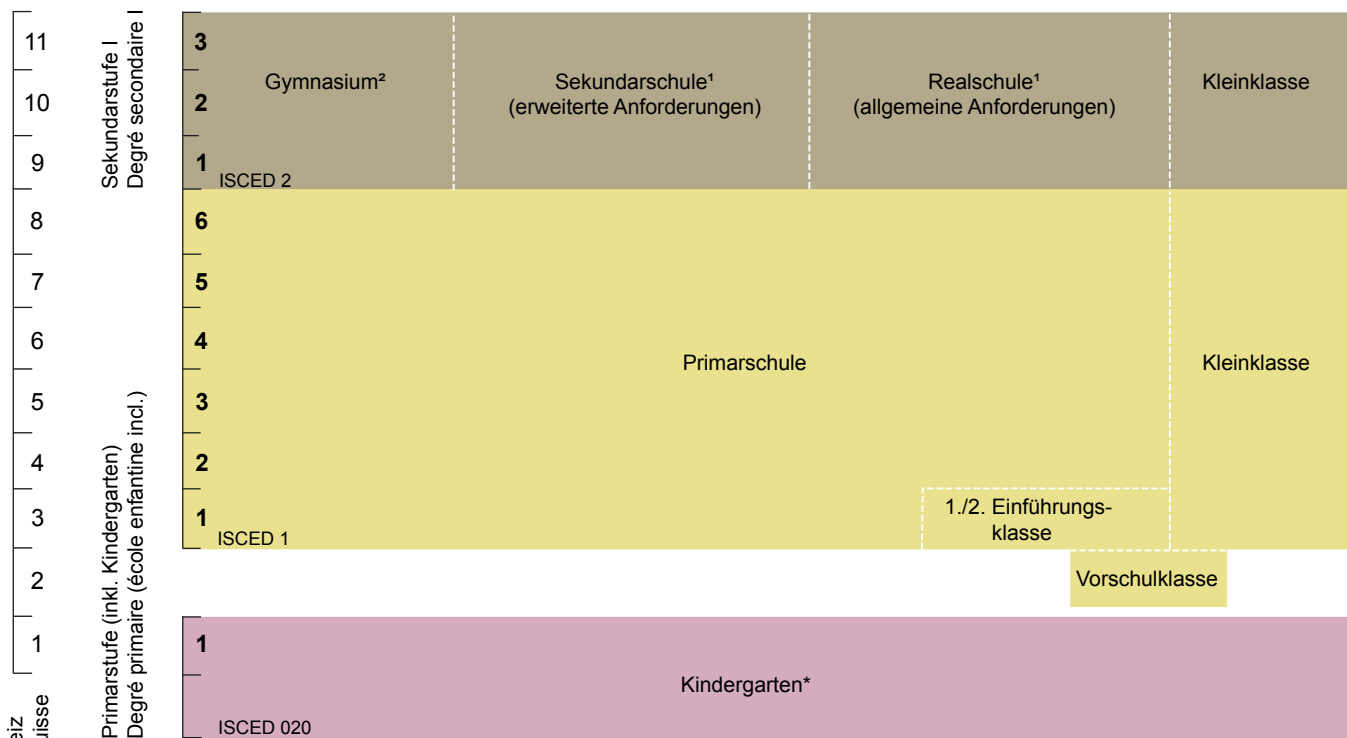 11
10
9
8
7
6
5
4
3
2
1
eiz
uisse
Sekundarstufe I
Degré secondaire I
Primarstufe (inkl. Kindergarten)
Degré primaire (école enfantine incl.)
3
2
1
ISCED 2
Gymnasium²
Sekundarschule¹
(erweiterte Anforderungen)
Realschule¹
(allgemeine Anforderungen)
Kleinklasse
6
5
4
3
2
1
ISCED 1
Primarschule
Kleinklasse
1./2. Einführungs-
klasse
Vorschulklasse
1
Kindergarten*
ISCED 020